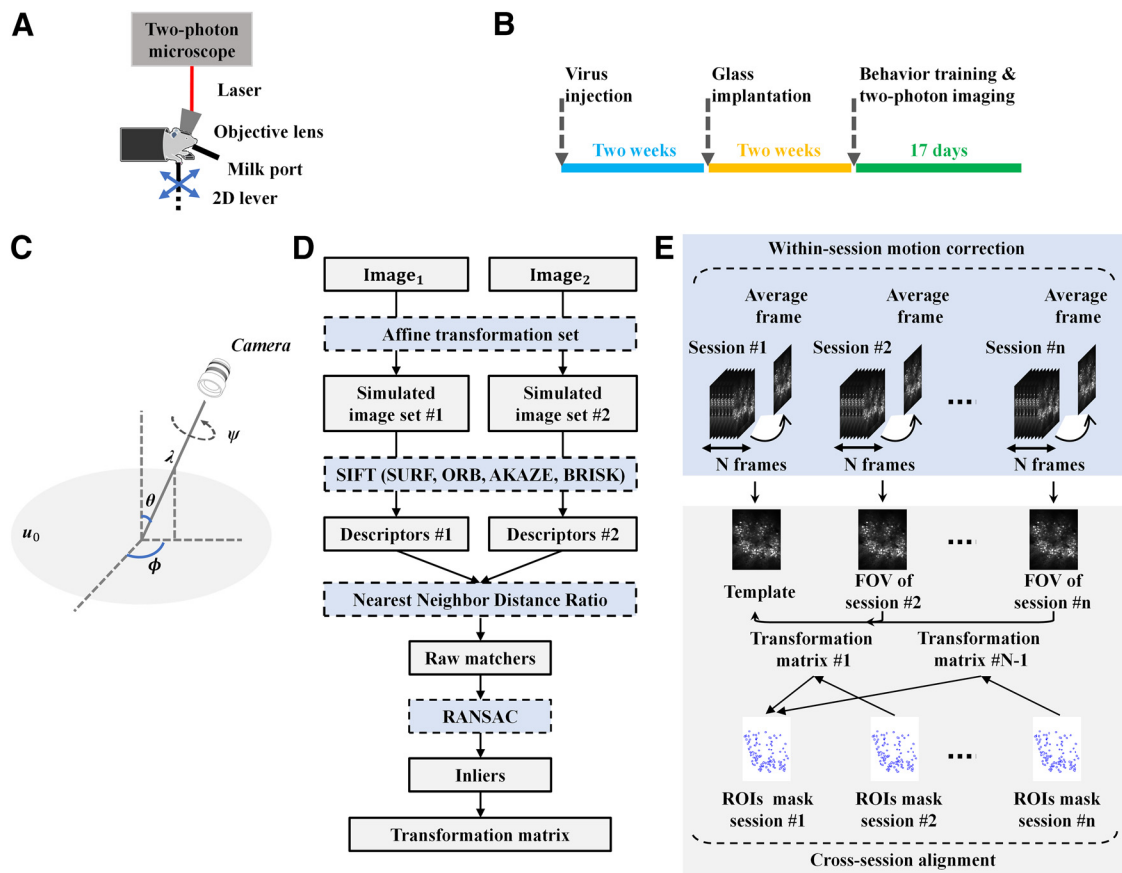 A
Two-photon
microscope
Laser
Objective lens
Milk port
2D lever
B
Virus
injection
Glass
implantation
Behavior training &
two-photon imaging
Two weeks
Two weeks
17 days
C
Camera
ψ
λ
θ
u₀
ϕ
D
Image₁
Image₂
Affine transformation set
Simulated
image set #1
Simulated
image set #2
SIFT (SURF, ORB, AKAZE, BRISK)
Descriptors #1
Descriptors #2
Nearest Neighbor Distance Ratio
Raw matchers
RANSAC
Inliers
Transformation matrix
E
Within-session motion correction
Average
frame
Average
frame
Average
frame
Session #1
Session #2
Session #n
N frames
N frames
N frames
Template
FOV of
session #2
FOV of
session #n
Transformation
matrix #1
Transformation
matrix #N-1
ROIs mask
session #1
ROIs mask
session #2
ROIs mask
session #n
Cross-session alignment